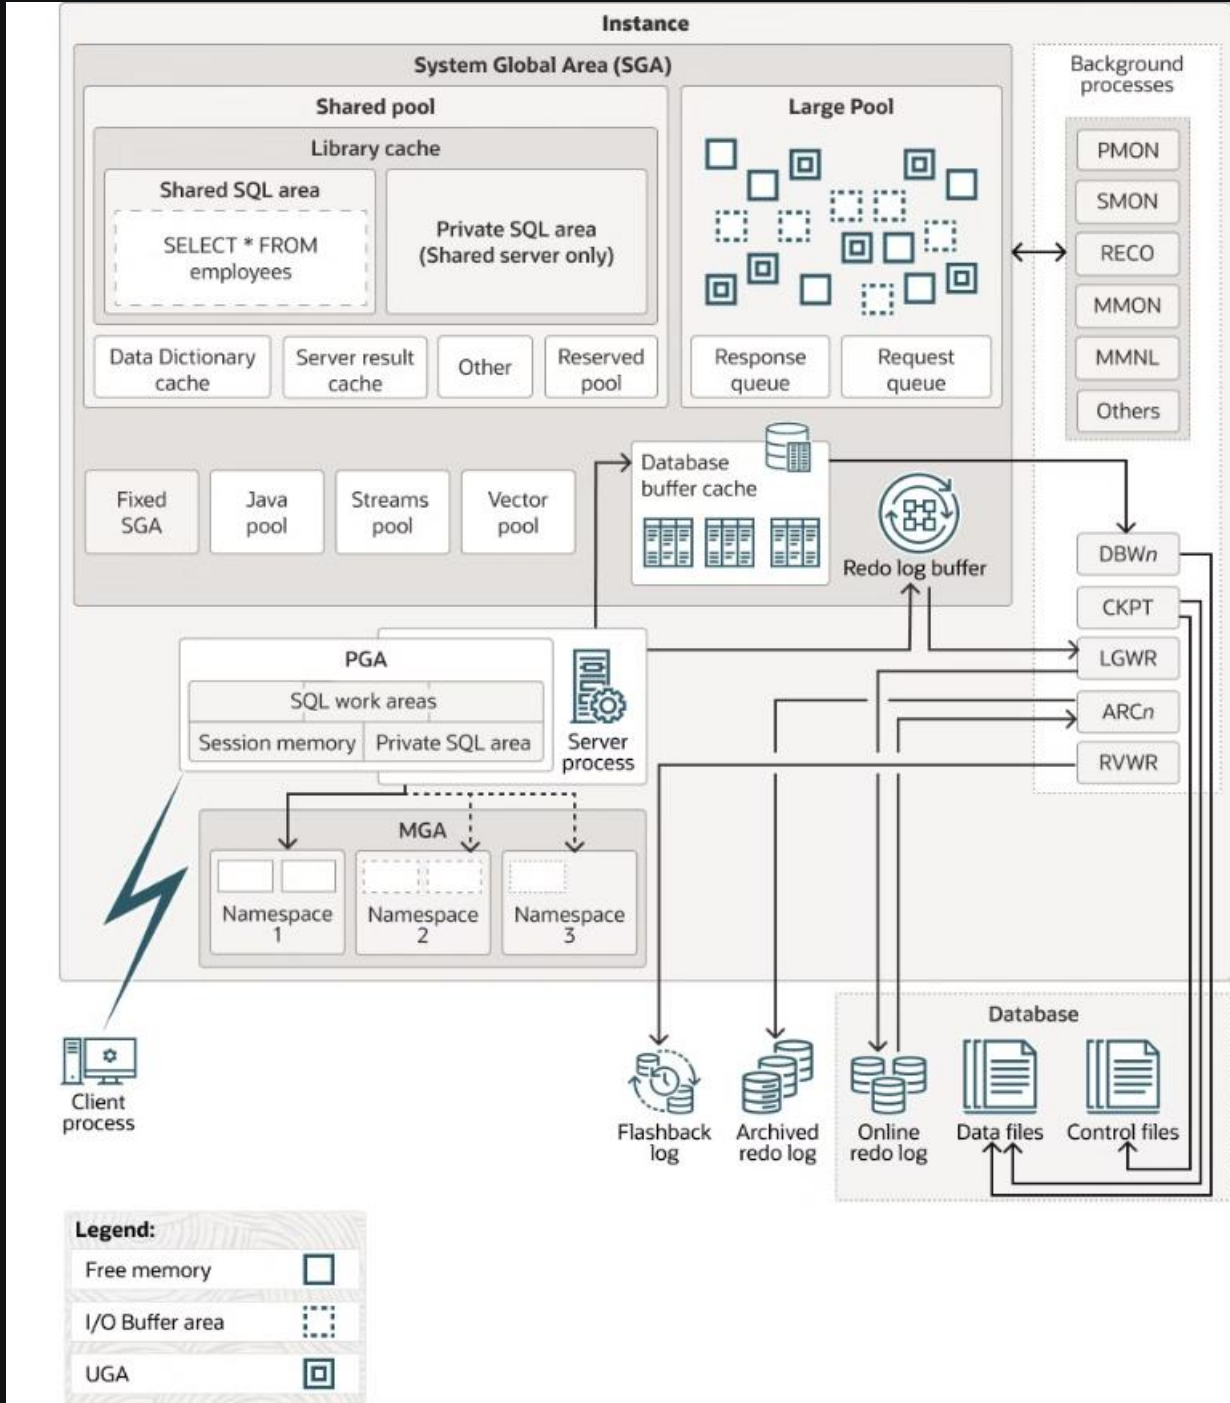 Instance
System Global Area (SGA)
Shared pool
Library cache
Shared SQL area
SELECT * FROM
employees
Private SQL area
(Shared server only)
Data Dictionary
cache
Server result
cache
Other
Reserved
pool
Large Pool
Response
queue
Request
queue
Background
processes
PMON
SMON
RECO
MMON
MMNL
Others
Fixed
SGA
Java
pool
Streams
pool
Vector
pool
Database
buffer cache
Redo log buffer
DBWn
CKPT
LGWR
ARCn
RVWR
PGA
SQL work areas
Session memory
Private SQL area
Server
process
MGA
Namespace
1
Namespace
2
Namespace
3
Client
process
Flashback
log
Archived
redo log
Database
Online
redo log
Data files
Control files
Legend:
Free memory
I/O Buffer area
UGA